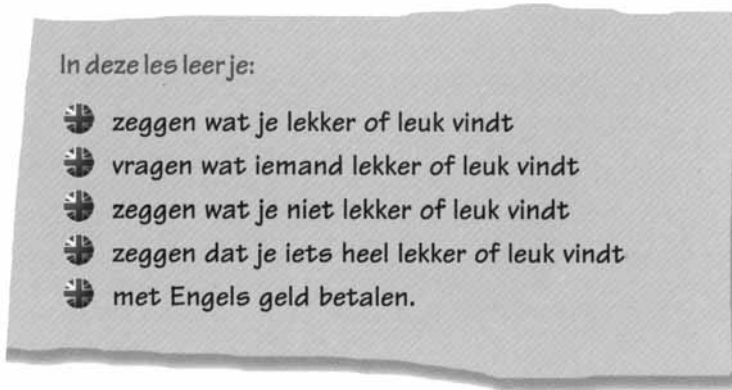 In deze les leer je:
zeggen wat je lekker of leuk vindt
vragen wat iemand lekker of leuk vindt
zeggen wat je niet lekker of leuk vindt
zeggen dat je iets heel lekker of leuk vindt
met Engels geld betalen.